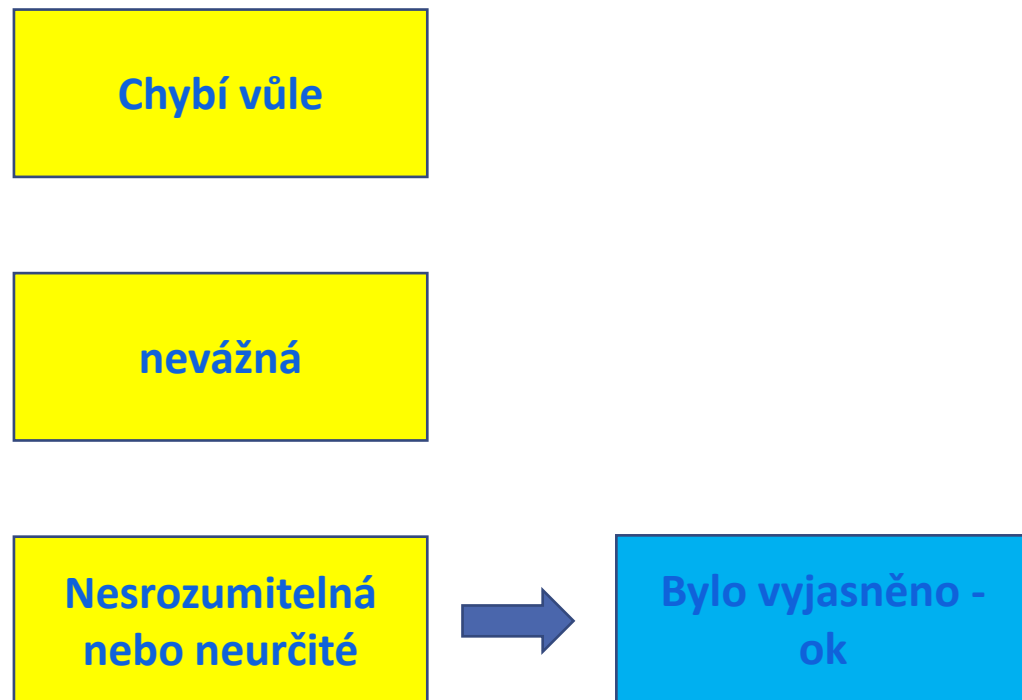 Chybí vůle
nevážná
Nesrozumitelná
nebo neurčité
Bylo vyjasněno -
ok